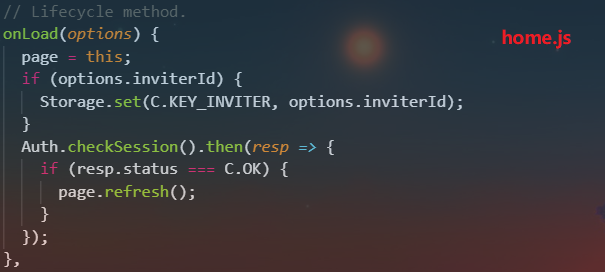 // Lifecycle method.
onLoad(options) {
home.js
page = this;
if (options.inviterId) {
Storage.set(C.KEY_INVITER, options.inviterId);
}
Auth.checkSession().then(resp => {
if (resp.status === C.OK) {
page.refresh();
}
});
},